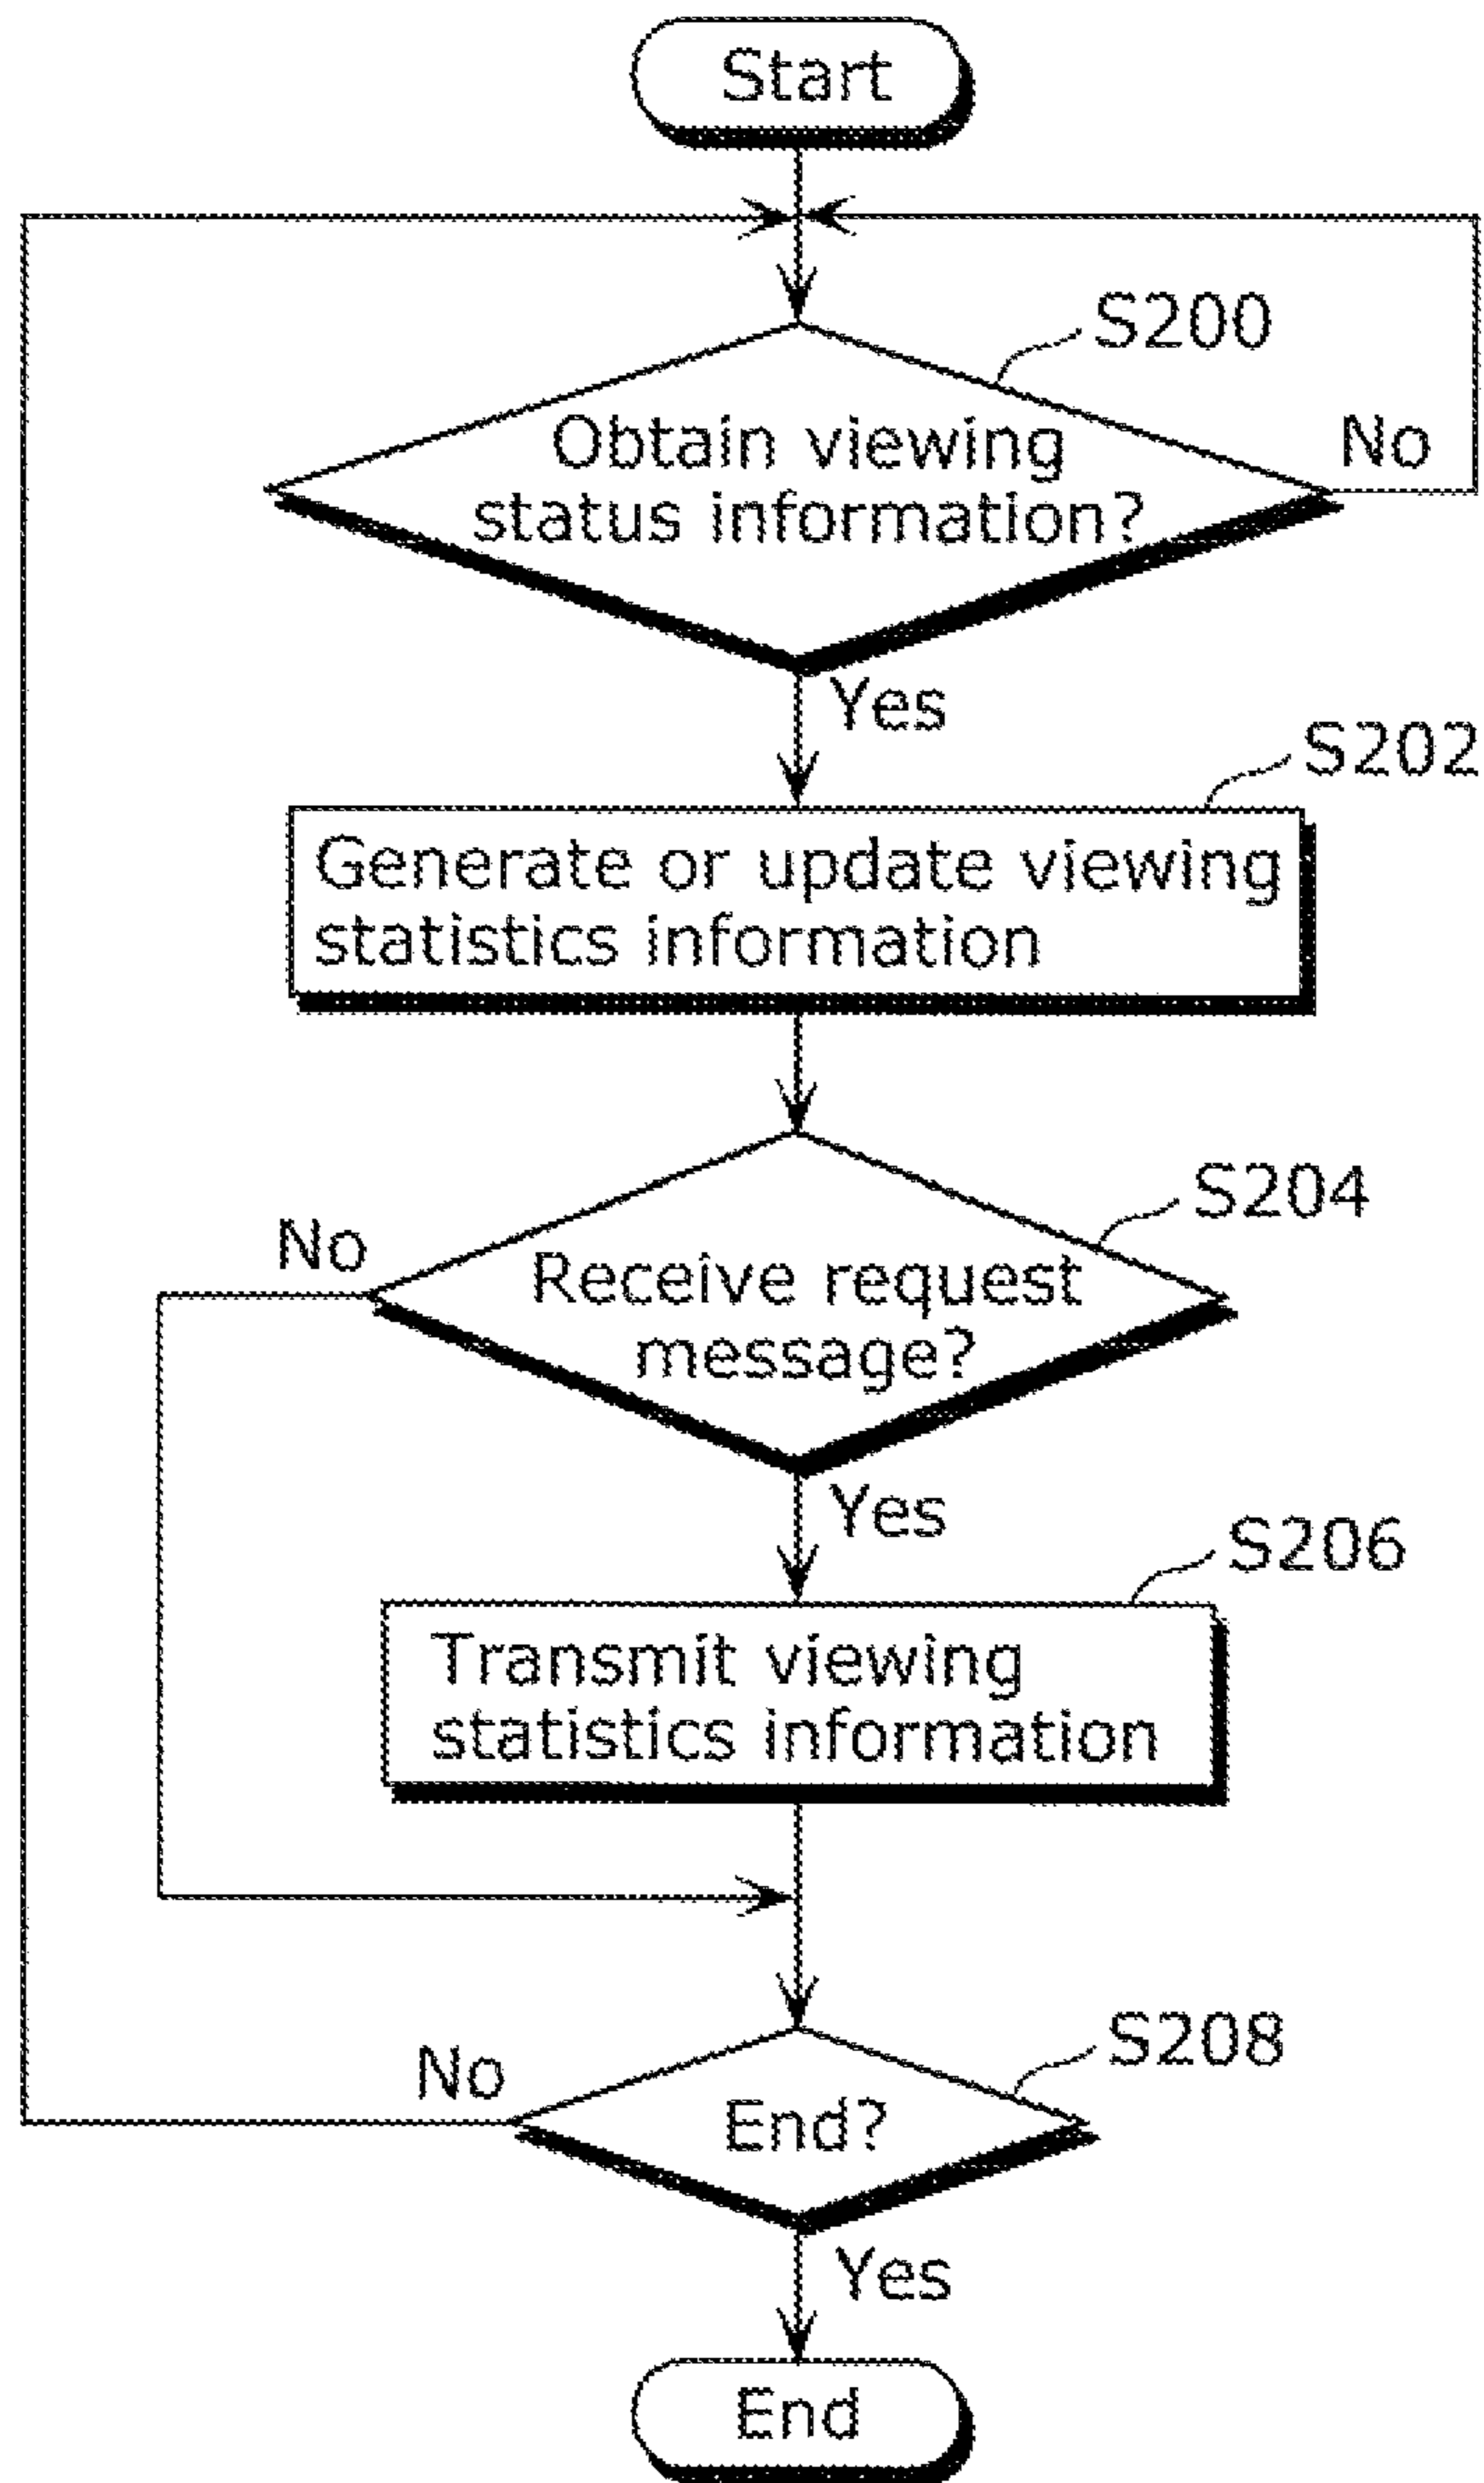 Start
S200
Obtain viewing
status information?
No
Yes
S202
Generate or update viewing
statistics information
S204
No
Receive request
message?
Yes
S206
Transmit viewing
statistics information
S208
No
End?
Yes
End